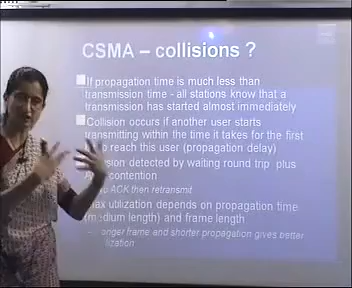 CSMA – collisions ?
If propagation time is much less than
transmission time - all stations know that a
transmission has started almost immediately
Collision occurs if another user starts
transmitting within the time it takes for the first
to reach this user (propagation delay)
detected by waiting round trip plus
contention
ACK then retransmit
utilization depends on propagation time
(medium length) and frame length
frame and shorter propagation gives better